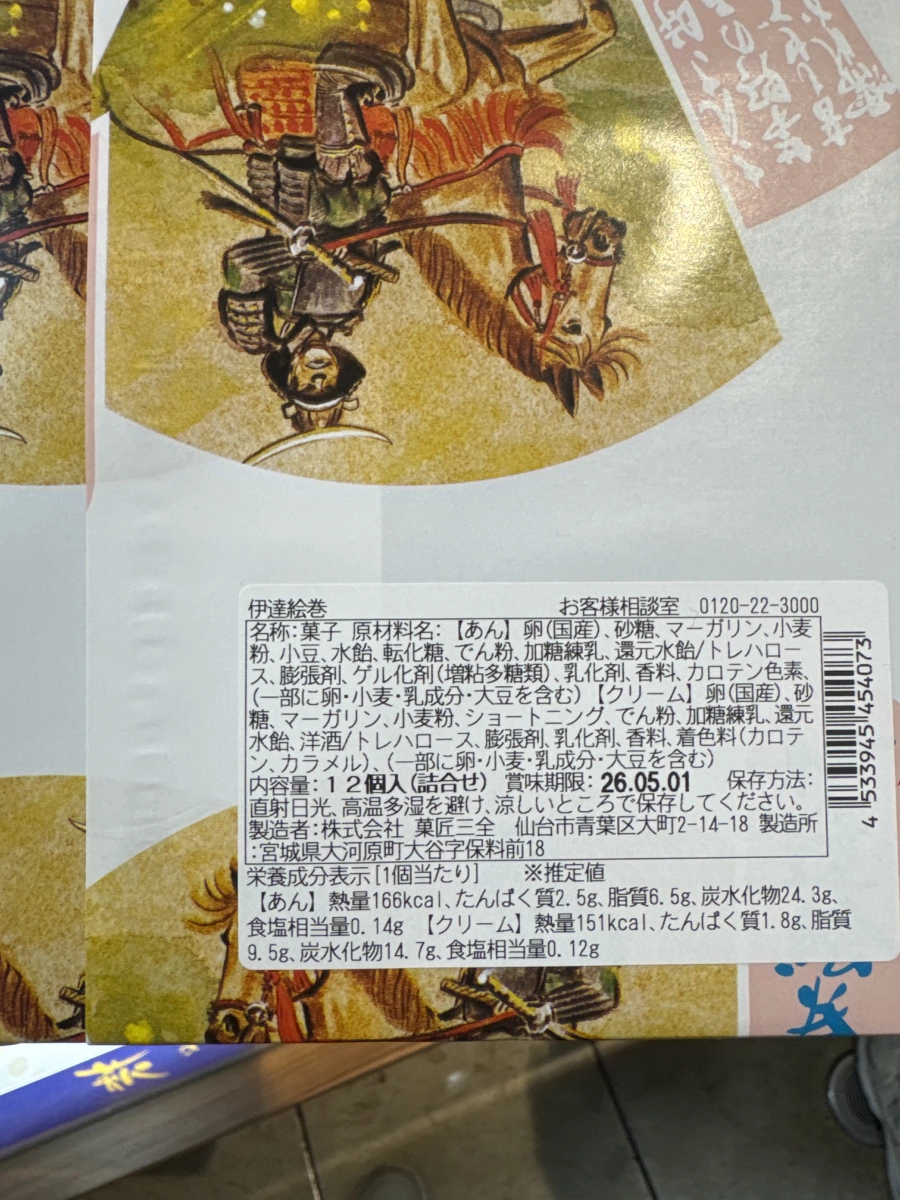 伊達絵巻 お客様相談室 0120-22-3000
名称:菓子 原材料名:【あん】卵(国産)、砂糖、マーガリン、小麦
粉、小豆、水飴、転化糖、でん粉、加糖練乳、還元水飴/トレハロー
ス、膨張剤、ゲル化剤(増粘多糖類)、乳化剤、香料、カロテン色素、
(一部に卵・小麦・乳成分・大豆を含む)【クリーム】卵(国産)、砂
糖、マーガリン、小麦粉、ショートニング、でん粉、加糖練乳、還元
水飴、洋酒/トレハロース、膨張剤、乳化剤、香料、着色料(カロテ
ン、カラメル)、(一部に卵・小麦・乳成分・大豆を含む)
内容量:12個入(詰合せ) 賞味期限:26.05.01 保存方法:
直射日光、高温多湿を避け、涼しいところで保存してください。
製造者:株式会社 菓匠三全 仙台市青葉区大町2-14-18 製造所
:宮城県大河原町大谷字保料前18
栄養成分表示[1個当たり] ※推定値
【あん】熱量166kcal、たんぱく質2.5g、脂質6.5g、炭水化物24.3g、
食塩相当量0.14g 【クリーム】熱量151kcal、たんぱく質1.8g、脂質
9.5g、炭水化物14.7g、食塩相当量0.12g
4 533945 454073